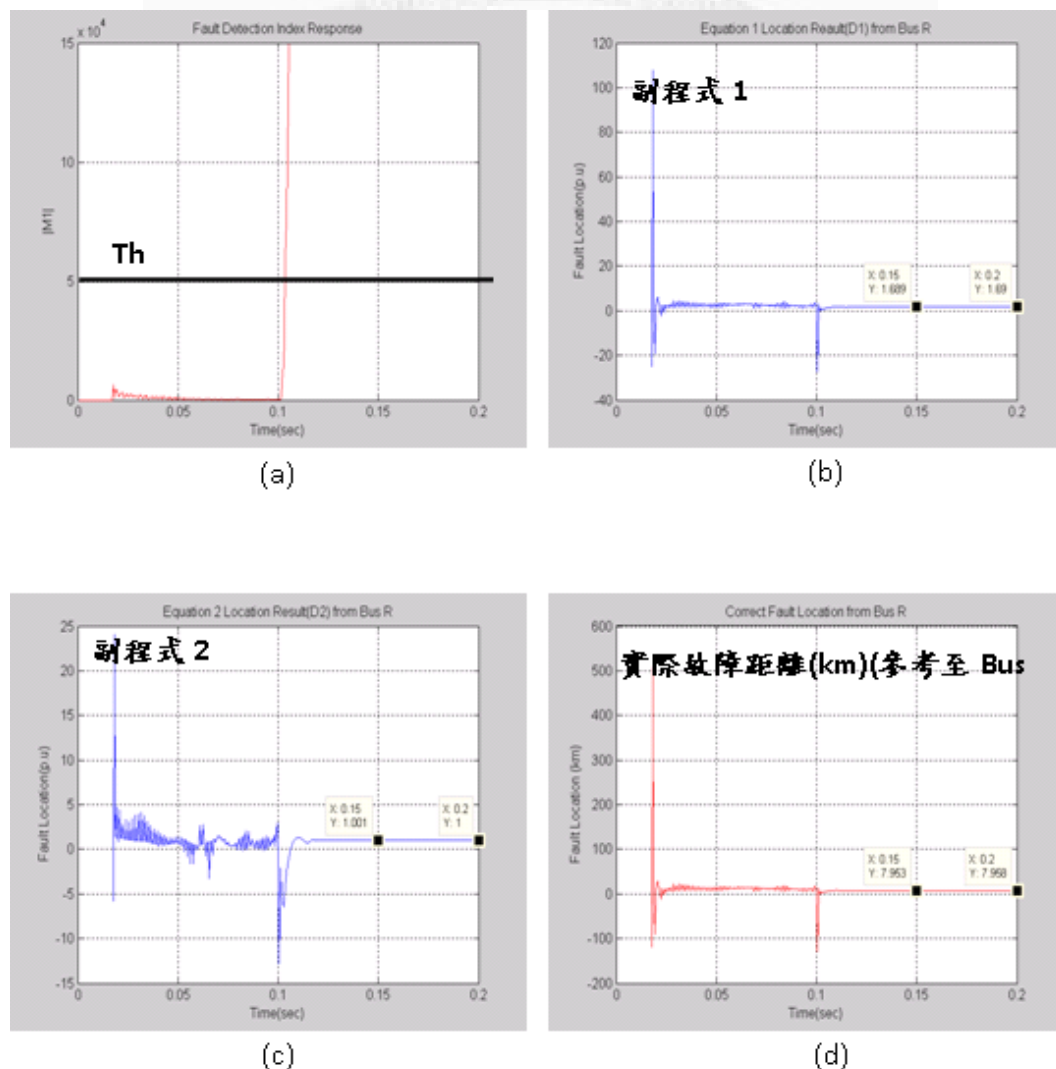 Fault Detection Index Response
x 10^4
15
10
5
0
Th
|M1|
0 0.05 0.1 0.15 0.2
Time(sec)
(a)
Equation 1 Location Reault(D1) from Bus R
副程式 1
120
100
80
60
40
20
0
-20
-40
Fault Location(p.u)
X: 0.15
Y: 1.689
X: 0.2
Y: 1.69
0 0.05 0.1 0.15 0.2
Time(sec)
(b)
Equation 2 Location Result(D2) from Bus R
副程式 2
25
20
15
10
5
0
-5
-10
-15
Fault Location(p.u)
X: 0.15
Y: 1.001
X: 0.2
Y: 1
0 0.05 0.1 0.15 0.2
Time(sec)
(c)
Correct Fault Location from Bus R
實際故障距離(km)(參考至 Bus
600
500
400
300
200
100
0
-100
-200
Fault Location (km)
X: 0.15
Y: 7.953
X: 0.2
Y: 7.958
0 0.05 0.1 0.15 0.2
Time(sec)
(d)